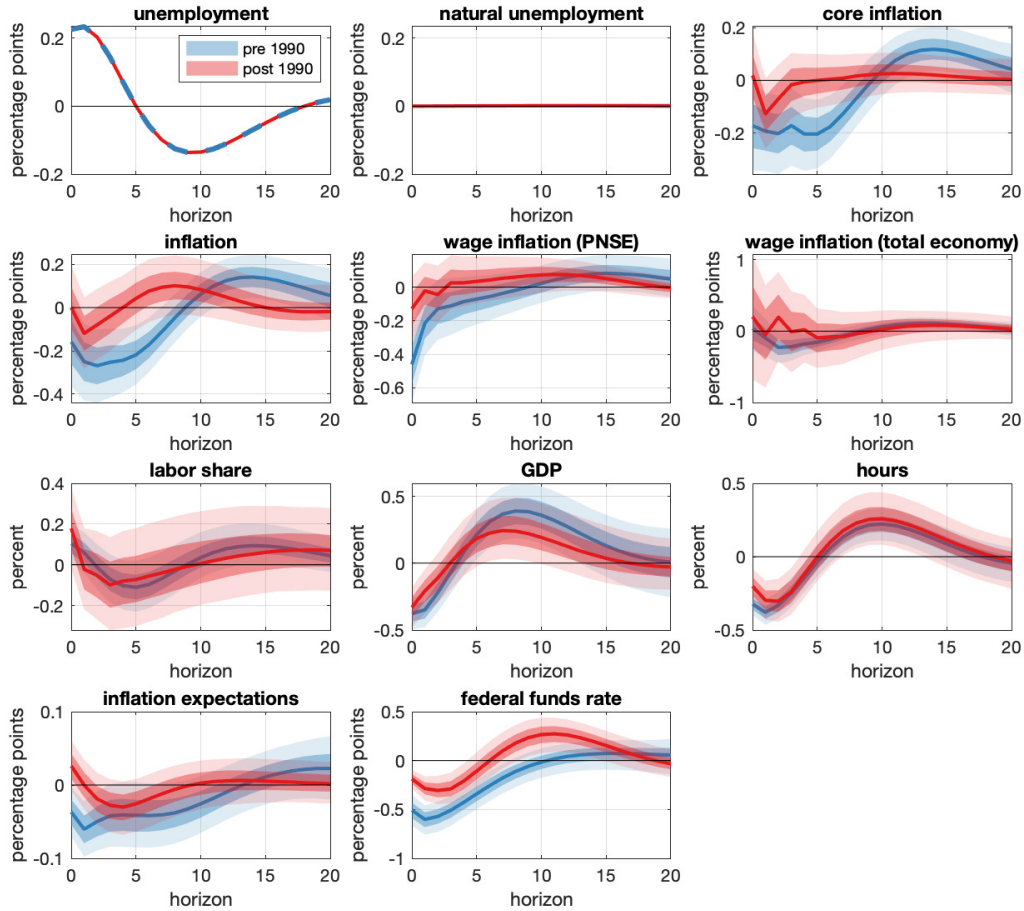 unemployment
percentage points
0.2
0
-0.2
0 5 10 15 20
horizon
pre 1990
post 1990
natural unemployment
percentage points
0.2
0
-0.2
0 5 10 15 20
horizon
core inflation
percentage points
0.2
0
-0.2
0 5 10 15 20
horizon
inflation
percentage points
0.2
0
-0.2
-0.4
0 5 10 15 20
horizon
wage inflation (PNSE)
percentage points
0
-0.2
-0.4
-0.6
0 5 10 15 20
horizon
wage inflation (total economy)
percentage points
1
0
-1
0 5 10 15 20
horizon
labor share
percent
0.4
0.2
0
-0.2
0 5 10 15 20
horizon
GDP
percent
0.5
0
-0.5
0 5 10 15 20
horizon
hours
percent
0.5
0
-0.5
0 5 10 15 20
horizon
inflation expectations
percentage points
0.1
0
-0.1
0 5 10 15 20
horizon
federal funds rate
percentage points
0.5
0
-0.5
-1
0 5 10 15 20
horizon